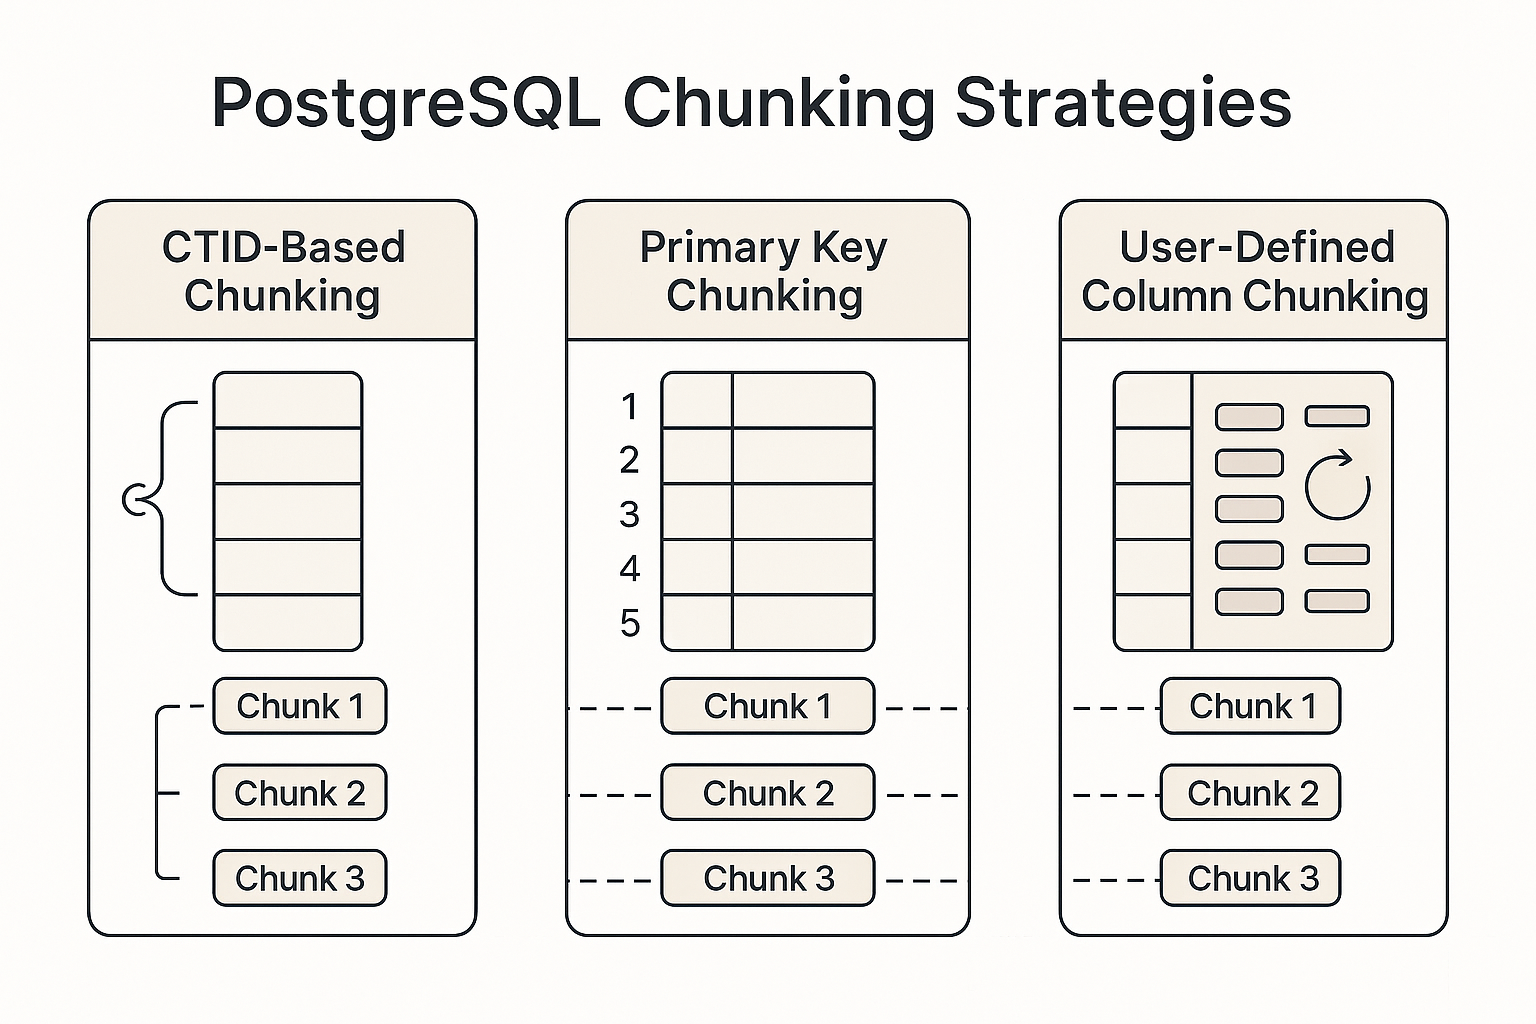 PostgreSQL Chunking Strategies
CTID-Based
Chunking
Chunk 1
Chunk 2
Chunk 3
Primary Key
Chunking
1
2
3
4
5
Chunk 1
Chunk 2
Chunk 3
User-Defined
Column Chunking
Chunk 1
Chunk 2
Chunk 3